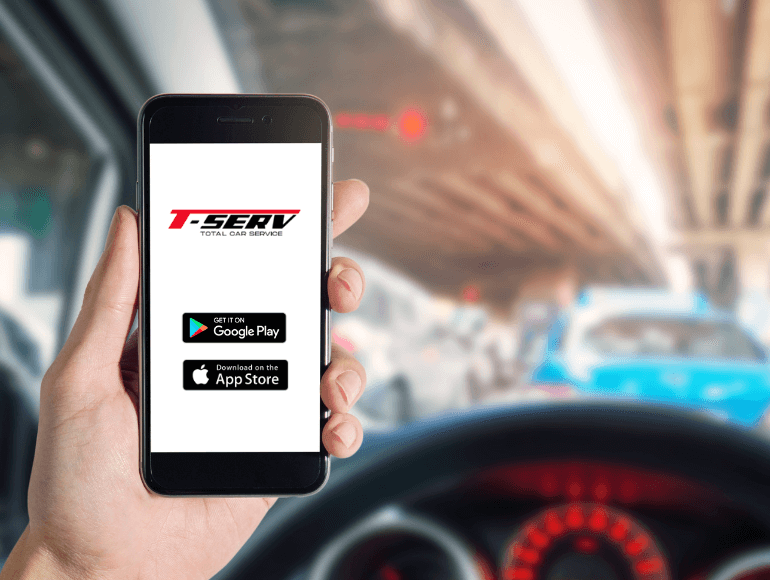 T-SERV
TOTAL CAR SERVICE
GET IT ON
Google Play
Download on the
App Store